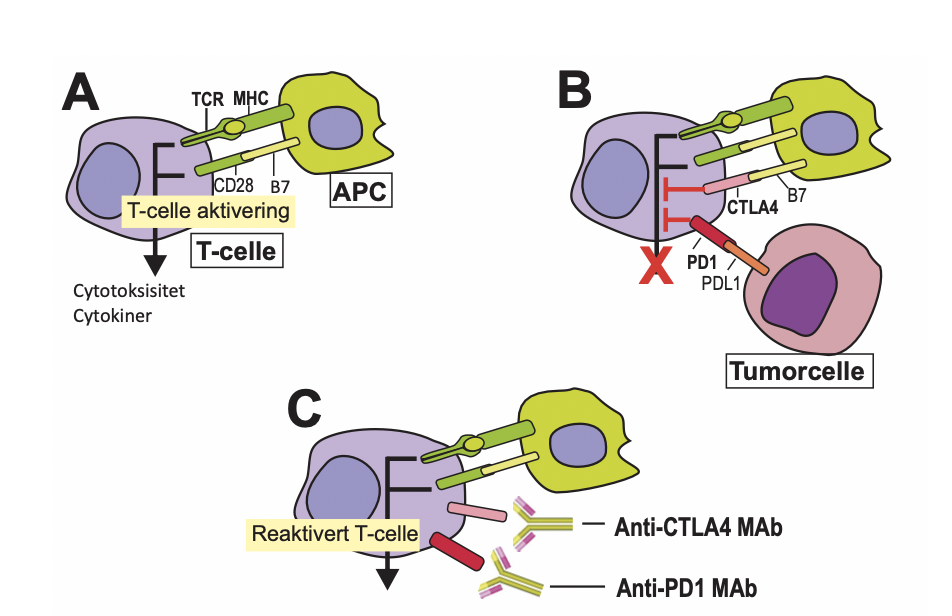 A
TCR MHC
CD28 B7
APC
T-celle aktivering
T-celle
Cytotoksisitet
Cytokiner
B
CTLA4 B7
PD1
PDL1
X
Tumorcelle
C
Reaktivert T-celle
Anti-CTLA4 MAb
Anti-PD1 MAb